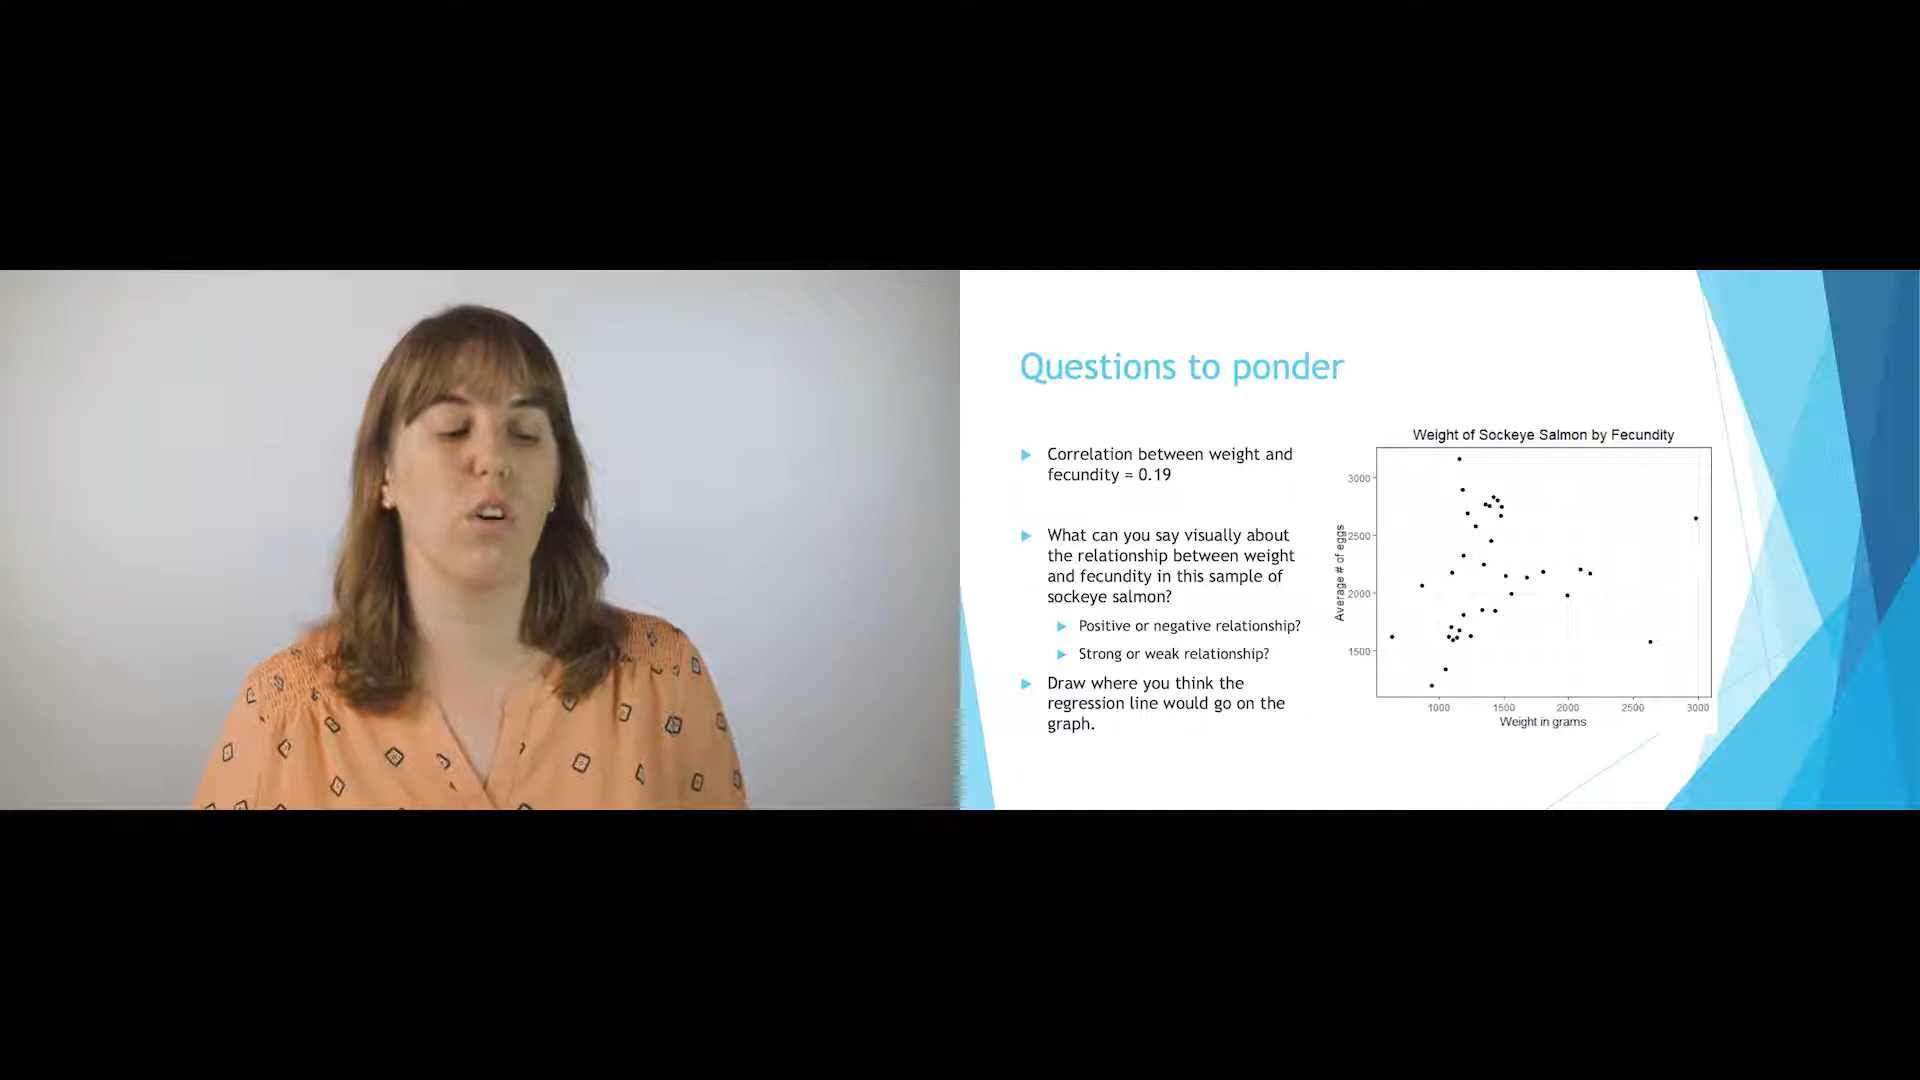 Questions to ponder
Correlation between weight and
fecundity = 0.19
What can you say visually about
the relationship between weight
and fecundity in this sample of
sockeye salmon?
Positive or negative relationship?
Strong or weak relationship?
Draw where you think the
regression line would go on the
graph.
Weight of Sockeye Salmon by Fecundity
Average # of eggs
3000
2500
2000
1500
1000 1500 2000 2500 3000
Weight in grams